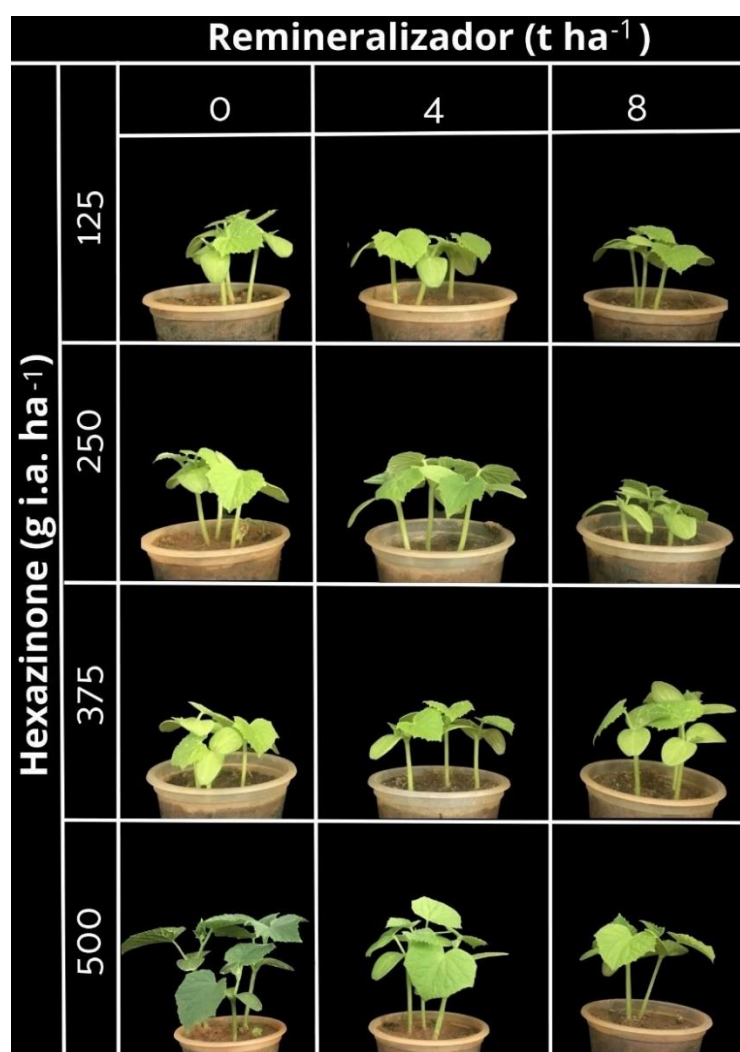 Remineralizador (t ha⁻¹)
0 4 8
Hexazinone (g i.a. ha⁻¹)
125
250
375
500